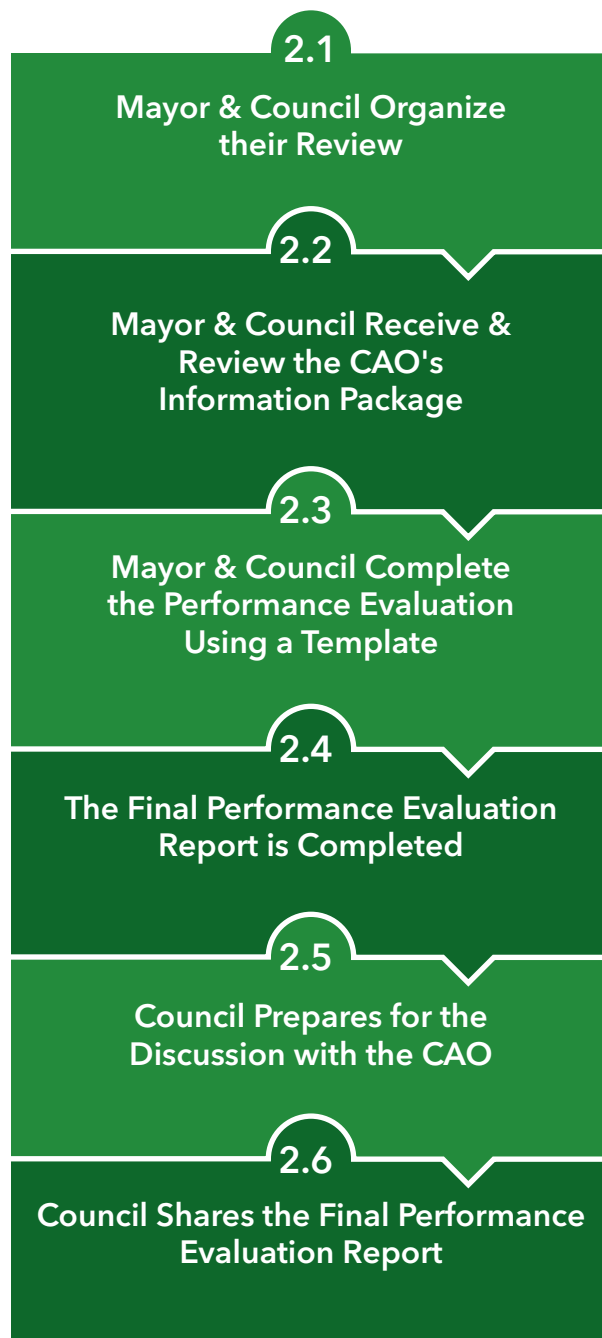 2.1
Mayor & Council Organize
their Review
2.2
Mayor & Council Receive &
Review the CAO's
Information Package
2.3
Mayor & Council Complete
the Performance Evaluation
Using a Template
2.4
The Final Performance Evaluation
Report is Completed
2.5
Council Prepares for the
Discussion with the CAO
2.6
Council Shares the Final Performance
Evaluation Report